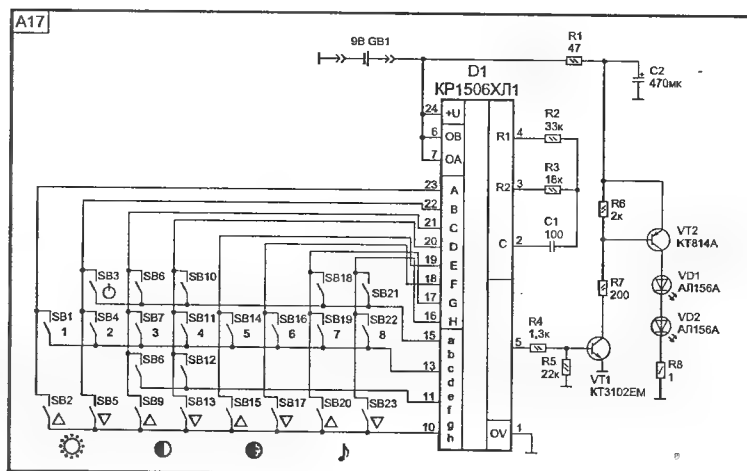 A17
9В GB1
R1
47
D1
КР1506ХЛ1
C2
470мк
+
24 +U
6 OB
7 OA
R1 4
R2
33к
R2 3
R3
18к
C1
100
C 2
23 A
22 B
21 C
20 D
19 E
18 F
17 G
16 H
15 a
b
c
13 d
e
11 f
g
10 h
5
R4
1,3к
R5
22к
OV 1
R6
2к
R7
200
VT2
КТ814А
VD1
АЛ156А
VD2
АЛ156А
R8
1
VT1
КТ3102ЕМ
SB3
SB6
SB10
SB18
SB21
SB1
1
SB4
2
SB7
3
SB11
4
SB14
5
SB16
6
SB19
7
SB22
8
SB6
SB12
SB2
SB5
SB9
SB13
SB15
SB17
SB20
SB23